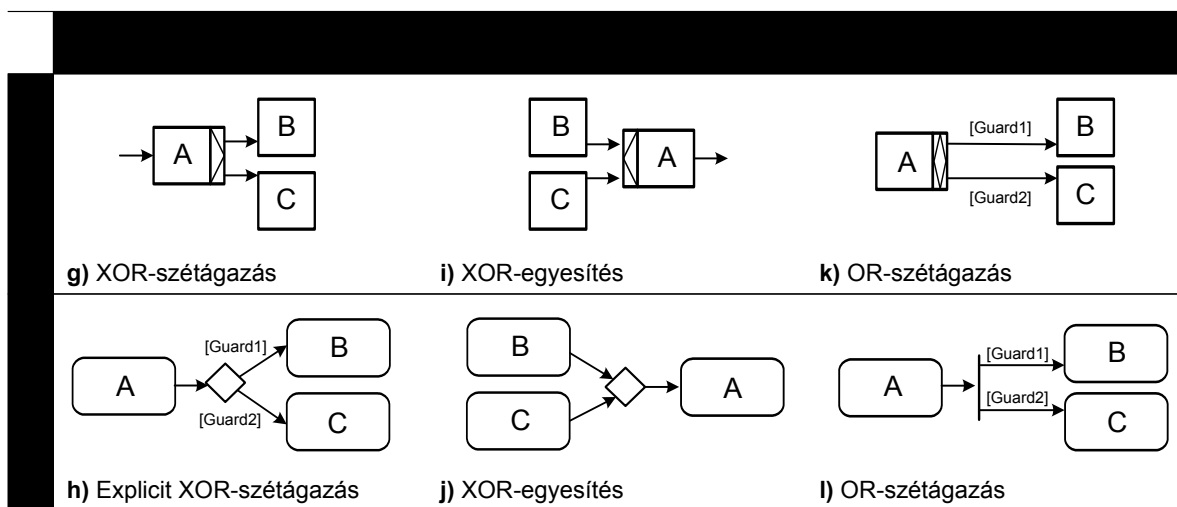 B
A
C
g) XOR-szétágazás
B
A
C
i) XOR-egyesítés
[Guard1]
B
A
[Guard2]
C
k) OR-szétágazás
[Guard1]
B
A
[Guard2]
C
h) Explicit XOR-szétágazás
B
A
C
j) XOR-egyesítés
[Guard1]
B
A
[Guard2]
C
l) OR-szétágazás